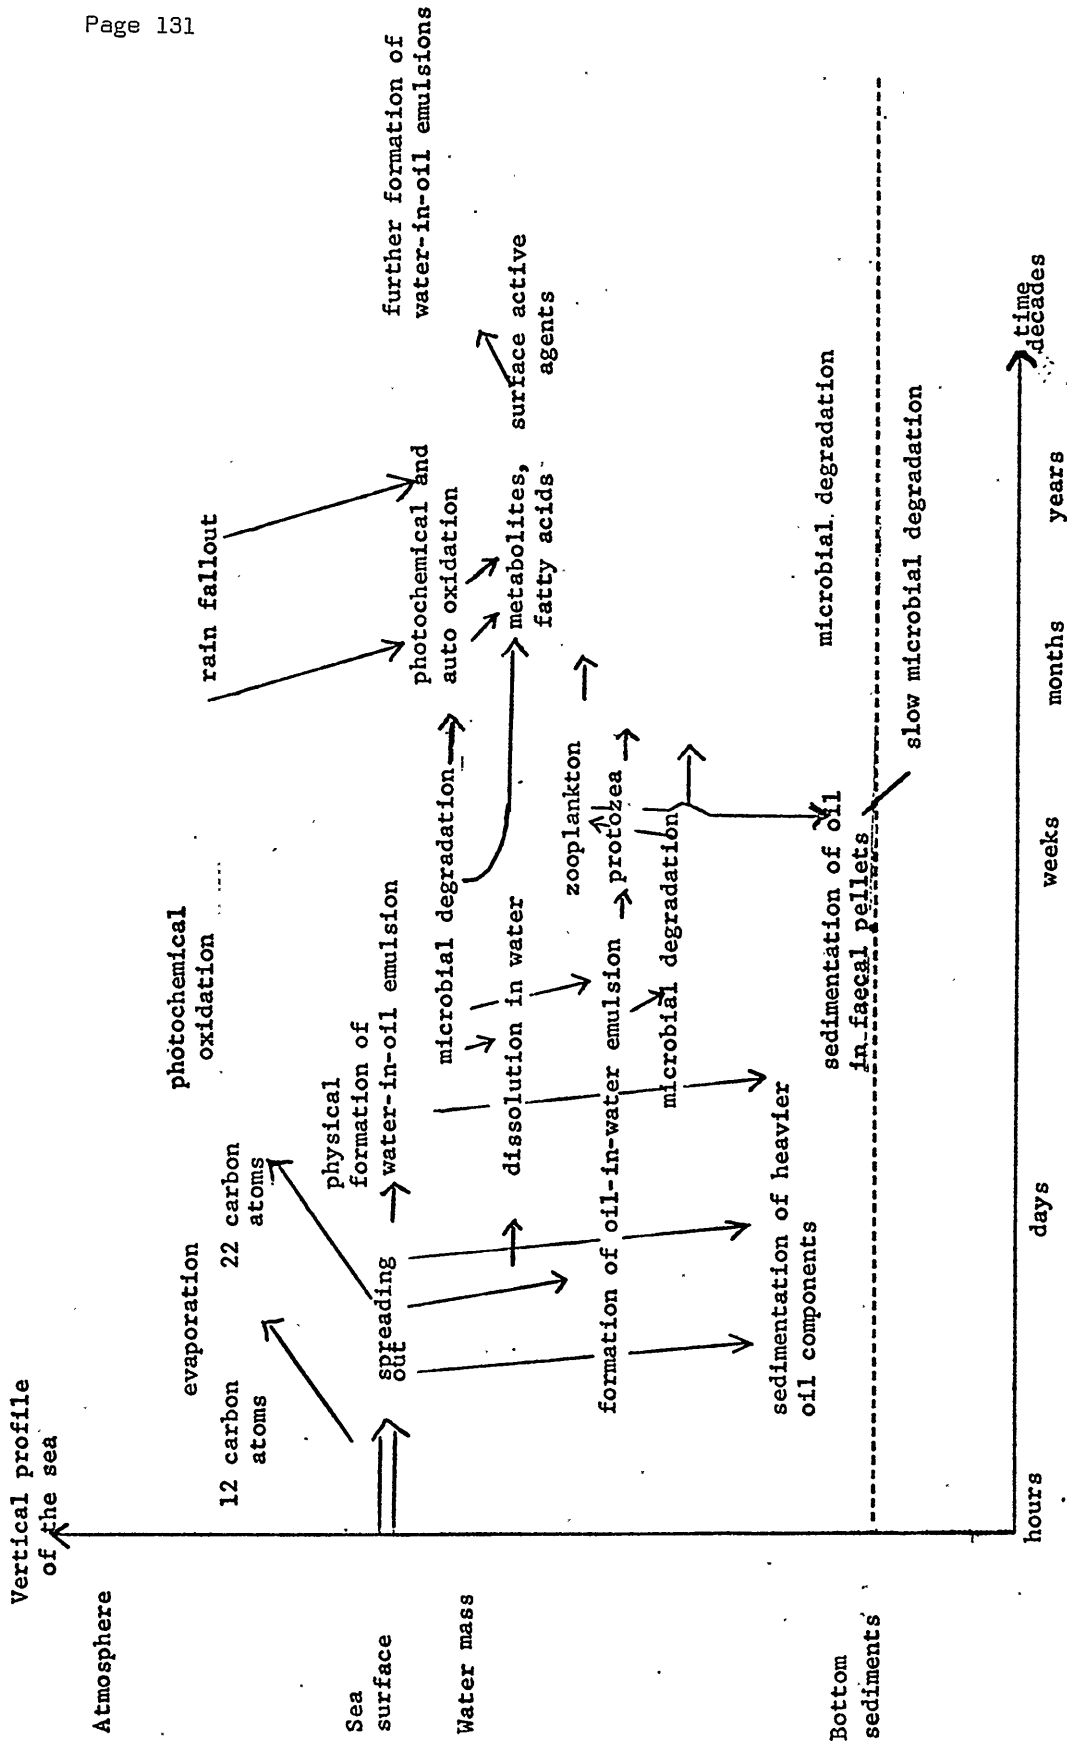 Page 131
Vertical profile
of the sea
Atmosphere
Sea
surface
Water mass
Bottom
sediments
12 carbon
atoms
evaporation
22 carbon
atoms
photochemical
oxidation
rain fallout
spreading
out
physical
formation of
water-in-oil emulsion
microbial degradation
photochemical and
auto oxidation
further formation of
water-in-oil emulsions
dissolution in water
metabolites,
fatty acids
surface active
agents
zooplankton
formation of oil-in-water emulsion
protozea
microbial degradation
sedimentation of heavier
oil components
sedimentation of oil
in faecal pellets
microbial degradation
slow microbial degradation
hours
days
weeks
months
years
time
decades